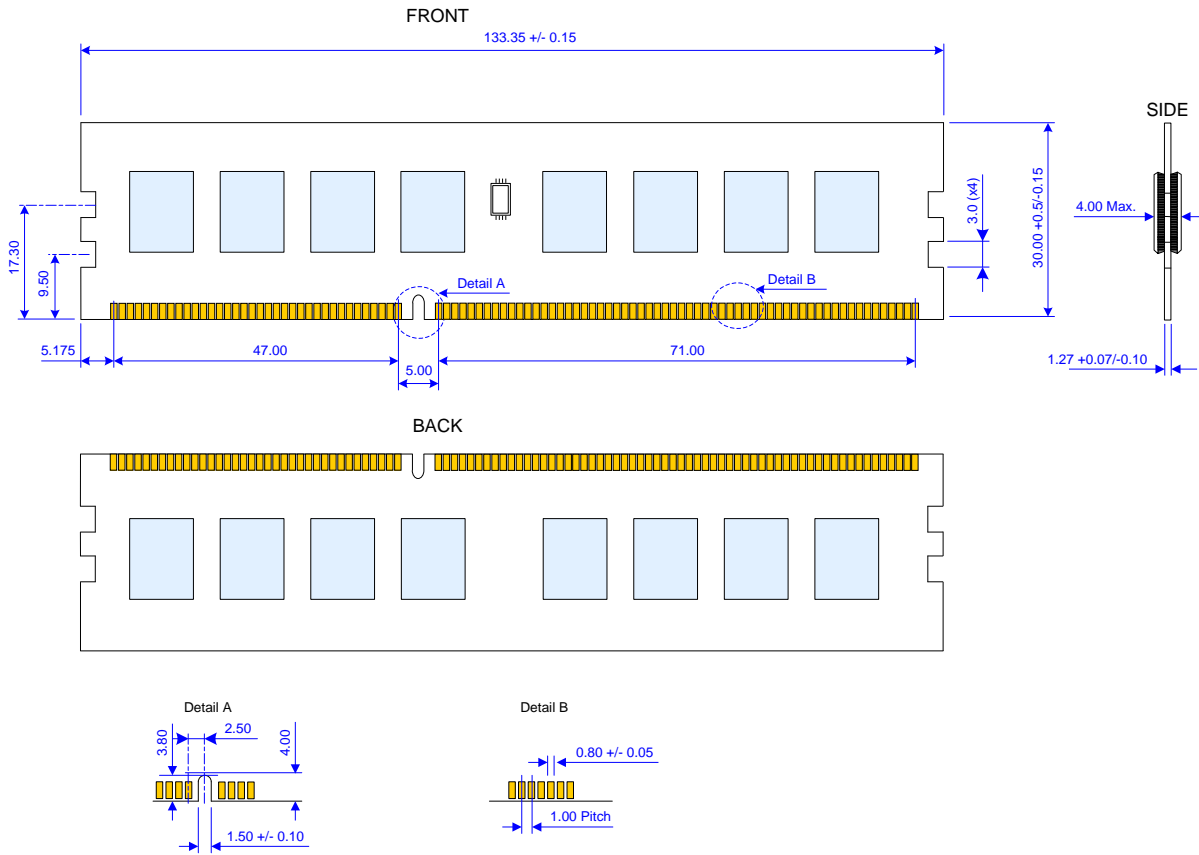 FRONT
133.35 +/- 0.15
SIDE
17.30
9.50
3.0 (x4)
30.00 +0.5/-0.15
4.00 Max.
Detail A
Detail B
5.175
47.00
5.00
71.00
1.27 +0.07/-0.10
BACK
Detail A
Detail B
3.80
2.50
4.00
1.50 +/- 0.10
0.80 +/- 0.05
1.00 Pitch